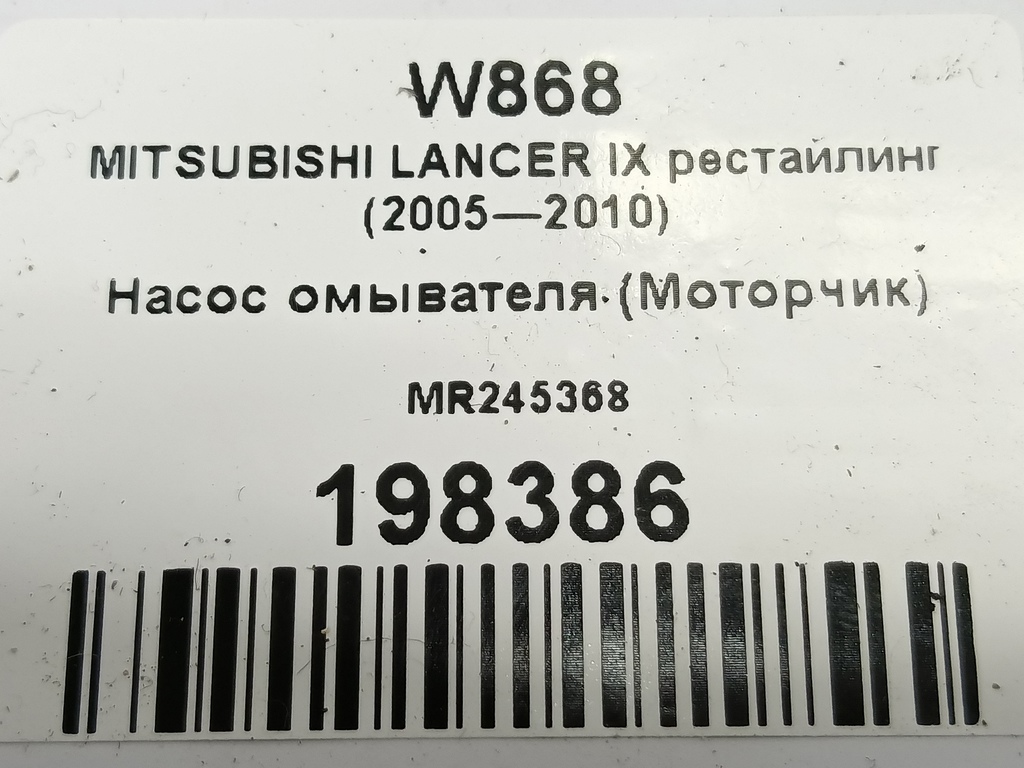 W868
MITSUBISHI LANCER IX рестайлинг
(2005—2010)
Насос омывателя (Моторчик)
MR245368
198386